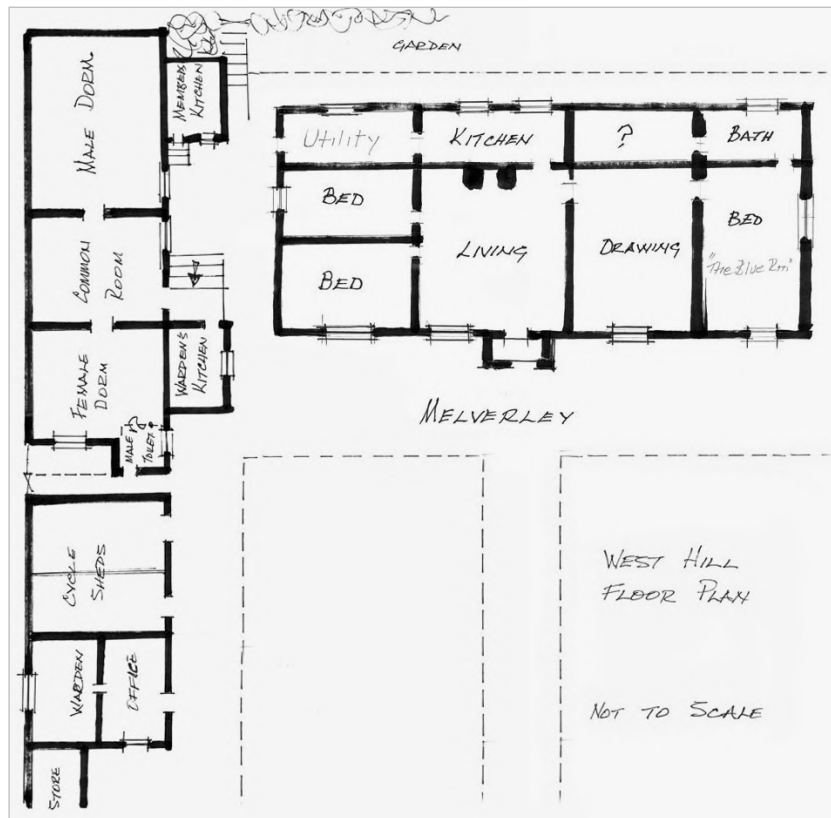 GARDEN
MALE DORM.
MEMBERS
KITCHEN
COMMON
ROOM
FEMALE
DORM
WARDEN'S
KITCHEN
MALE
TOILET
CYCLE
SHEDS
WARDEN
OFFICE
STORE
Utility
KITCHEN
?
BATH
BED
BED
LIVING
DRAWING
BED
"The Blue Rm"
MELVERLEY
WEST HILL
FLOOR PLAN
NOT TO SCALE